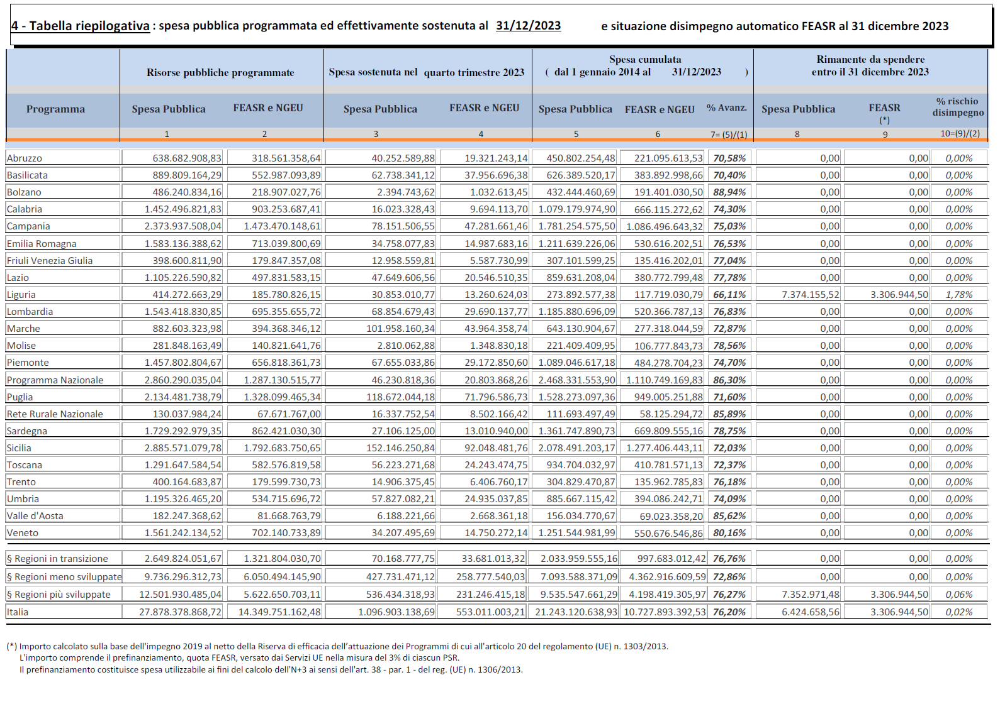 4 - Tabella riepilogativa : spesa pubblica programmata ed effettivamente sostenuta al 31/12/2023 e situazione disimpegno automatico FEASR al 31 dicembre 2023
Risorse pubbliche programmate Spesa sostenuta nel quarto trimestre 2023 Spesa cumulata ( dal 1 gennaio 2014 al 31/12/2023 ) Rimanente da spendere entro il 31 dicembre 2023
Programma Spesa Pubblica FEASR e NGEU Spesa Pubblica FEASR e NGEU Spesa Pubblica FEASR e NGEU % Avanz. Spesa Pubblica FEASR (*) % rischio disimpegno
1 2 3 4 5 6 7= (5)/(1) 8 9 10=(9)/(2)
Abruzzo 638.682.908,83 318.561.358,64 40.252.589,88 19.321.243,14 450.802.254,48 221.095.613,53 70,58% 0,00 0,00 0,00%
Basilicata 889.809.164,29 552.987.093,89 62.738.341,12 37.956.696,38 626.389.520,17 383.892.998,66 70,40% 0,00 0,00 0,00%
Bolzano 486.240.834,16 218.907.027,76 2.394.743,62 1.032.613,45 432.444.460,69 191.401.030,50 88,94% 0,00 0,00 0,00%
Calabria 1.452.496.821,83 903.253.687,41 16.023.328,43 9.694.113,70 1.079.179.974,90 666.115.272,62 74,30% 0,00 0,00 0,00%
Campania 2.373.937.508,04 1.473.470.148,61 78.151.506,55 47.281.661,46 1.781.254.575,50 1.086.496.643,32 75,03% 0,00 0,00 0,00%
Emilia Romagna 1.583.136.388,62 713.039.800,69 34.758.077,83 14.987.683,16 1.211.639.226,06 530.616.202,51 76,53% 0,00 0,00 0,00%
Friuli Venezia Giulia 398.600.811,90 179.847.357,08 12.958.559,81 5.587.730,99 307.101.599,25 135.416.202,01 77,04% 0,00 0,00 0,00%
Lazio 1.105.226.590,82 497.831.583,15 47.649.606,56 20.546.510,35 859.631.208,04 380.772.799,48 77,78% 0,00 0,00 0,00%
Liguria 414.272.663,29 185.780.826,15 30.853.010,77 13.260.624,03 273.892.577,38 117.719.030,79 66,11% 7.374.155,52 3.306.944,50 1,78%
Lombardia 1.543.418.830,85 695.355.655,72 68.854.679,43 29.690.137,77 1.185.880.696,09 520.366.787,13 76,83% 0,00 0,00 0,00%
Marche 882.603.323,98 394.368.346,12 101.958.160,34 43.964.358,74 643.130.904,67 277.318.044,59 72,87% 0,00 0,00 0,00%
Molise 281.848.163,49 140.821.641,76 2.810.062,88 1.348.830,18 221.409.409,95 106.777.843,73 78,56% 0,00 0,00 0,00%
Piemonte 1.457.802.804,67 656.818.361,73 67.655.033,86 29.172.850,60 1.089.046.617,18 484.278.704,23 74,70% 0,00 0,00 0,00%
Programma Nazionale 2.860.290.035,04 1.287.130.515,77 46.230.818,36 20.803.868,26 2.468.331.553,90 1.110.749.169,83 86,30% 0,00 0,00 0,00%
Puglia 2.134.481.738,79 1.328.099.465,34 118.672.044,18 71.796.586,73 1.528.273.097,36 949.005.251,88 71,60% 0,00 0,00 0,00%
Rete Rurale Nazionale 130.037.984,24 67.671.767,00 16.337.752,54 8.502.166,42 111.693.497,49 58.125.294,72 85,89% 0,00 0,00 0,00%
Sardegna 1.729.292.979,35 862.421.030,30 27.106.125,00 13.010.940,00 1.361.747.890,73 669.809.555,16 78,75% 0,00 0,00 0,00%
Sicilia 2.885.571.079,78 1.792.683.750,65 152.146.250,84 92.048.481,76 2.078.491.203,17 1.277.406.443,11 72,03% 0,00 0,00 0,00%
Toscana 1.291.647.584,54 582.576.819,58 56.223.271,68 24.243.474,75 934.704.032,97 410.781.571,13 72,37% 0,00 0,00 0,00%
Trento 400.164.683,87 179.599.730,73 14.906.375,45 6.406.760,17 304.829.470,87 135.962.785,83 76,18% 0,00 0,00 0,00%
Umbria 1.195.326.465,20 534.715.696,72 57.827.082,21 24.935.037,85 885.667.115,42 394.086.242,71 74,09% 0,00 0,00 0,00%
Valle d'Aosta 182.247.368,62 81.668.763,79 6.188.221,66 2.668.361,18 156.034.770,67 69.023.358,20 85,62% 0,00 0,00 0,00%
Veneto 1.561.242.134,52 702.140.733,89 34.207.495,69 14.750.272,14 1.251.544.981,99 550.676.546,86 80,16% 0,00 0,00 0,00%
§ Regioni in transizione 2.649.824.051,67 1.321.804.030,70 70.168.777,75 33.681.013,32 2.033.959.555,16 997.683.012,42 76,76% 0,00 0,00 0,00%
§ Regioni meno sviluppate 9.736.296.312,73 6.050.494.145,90 427.731.471,12 258.777.540,03 7.093.588.371,09 4.362.916.609,59 72,86% 0,00 0,00 0,00%
§ Regioni più sviluppate 12.501.930.485,04 5.622.650.703,11 536.434.318,93 231.246.415,18 9.535.547.661,29 4.198.419.305,97 76,27% 7.352.971,48 3.306.944,50 0,06%
Italia 27.878.378.868,72 14.349.751.162,48 1.096.903.138,69 553.011.003,21 21.243.120.638,93 10.727.893.392,53 76,20% 6.424.658,56 3.306.944,50 0,02%
(*) Importo calcolato sulla base dell'impegno 2019 al netto della Riserva di efficacia dell’attuazione dei Programmi di cui all'articolo 20 del regolamento (UE) n. 1303/2013.
L'importo comprende il prefinanziamento, quota FEASR, versato dai Servizi UE nella misura del 3% di ciascun PSR.
Il prefinanziamento costituisce spesa utilizzabile ai fini del calcolo dell'N+3 ai sensi dell'art. 38 - par. 1 - del reg. (UE) n. 1306/2013.